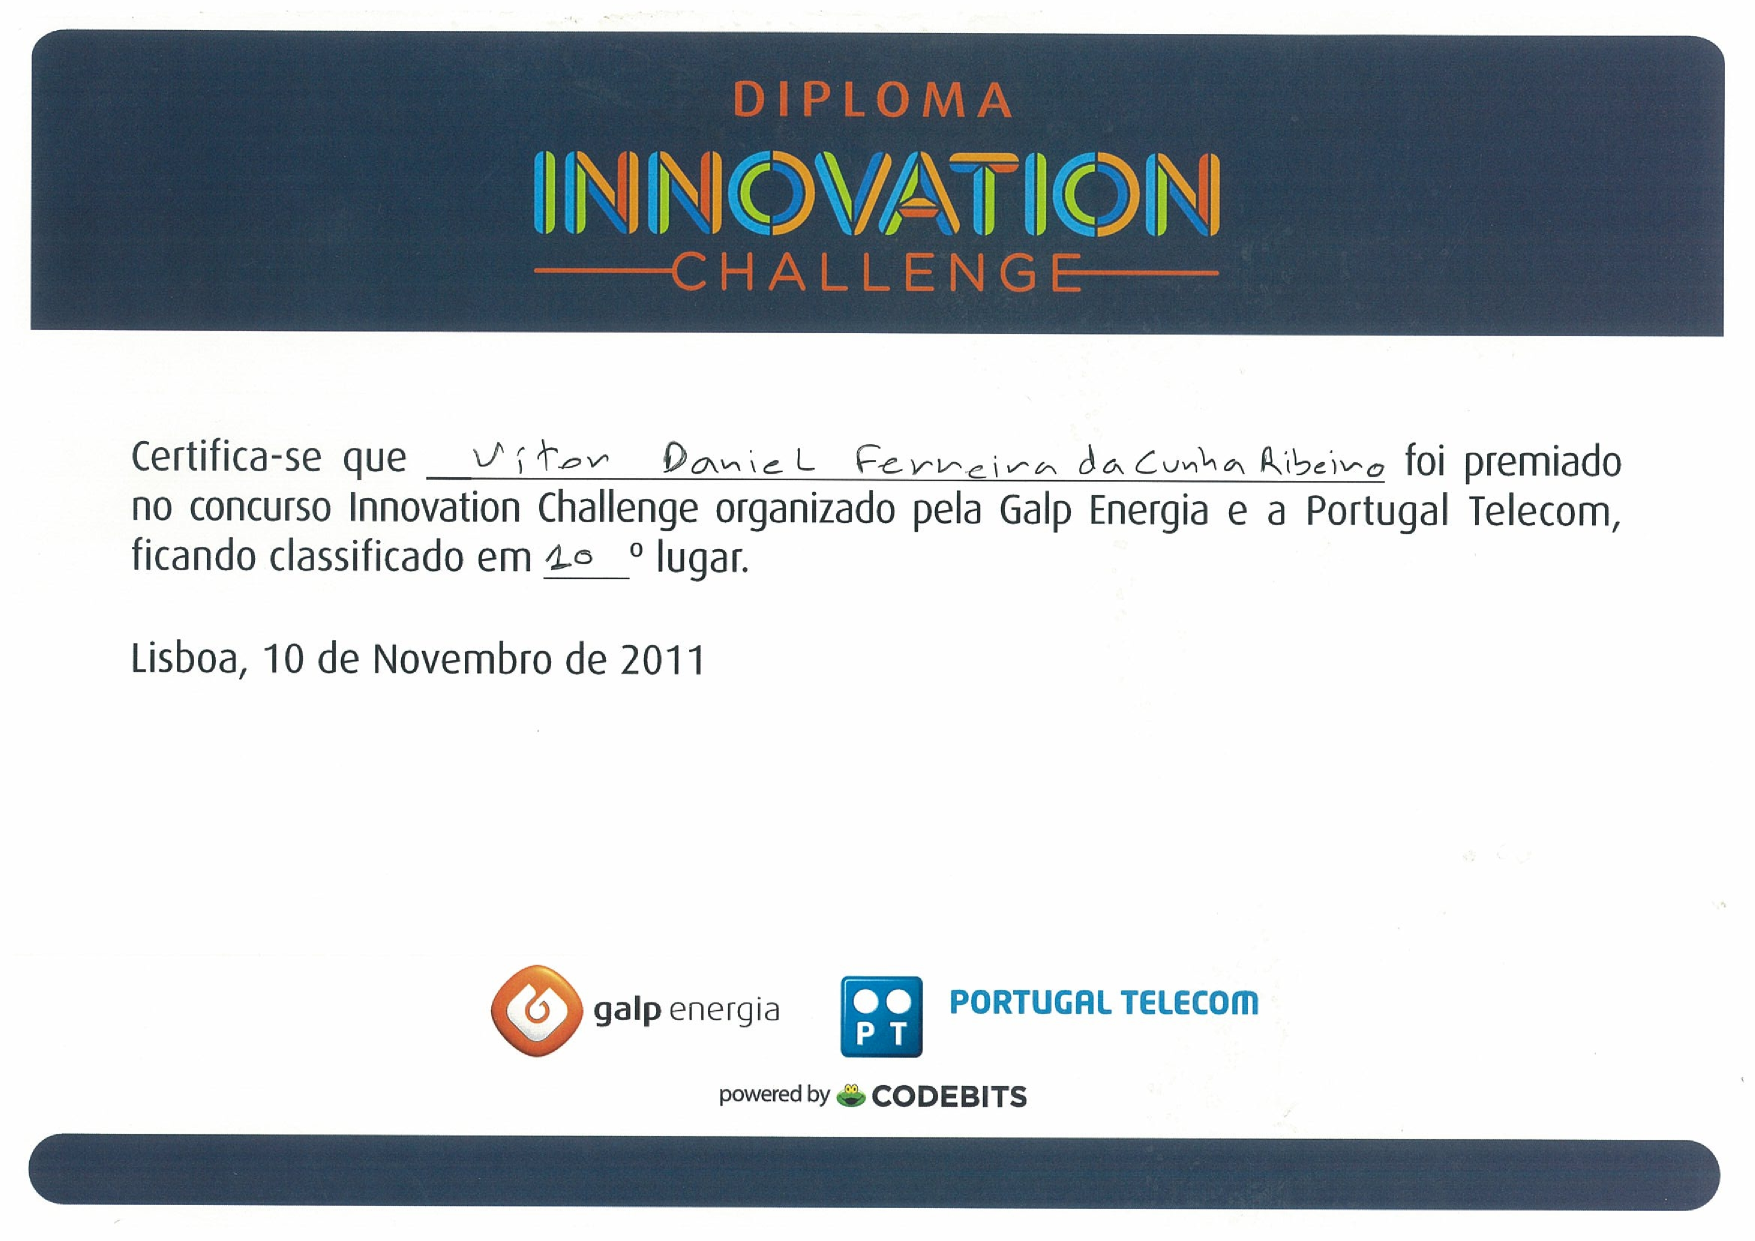 DIPLOMA
INNOVATION
CHALLENGE
Certifica-se que Vítor Daniel Ferreira da Cunha Ribeiro foi premiado
no concurso Innovation Challenge organizado pela Galp Energia e a Portugal Telecom,
ficando classificado em 10 º lugar.
Lisboa, 10 de Novembro de 2011
galp energia
PT PORTUGAL TELECOM
powered by CODEBITS